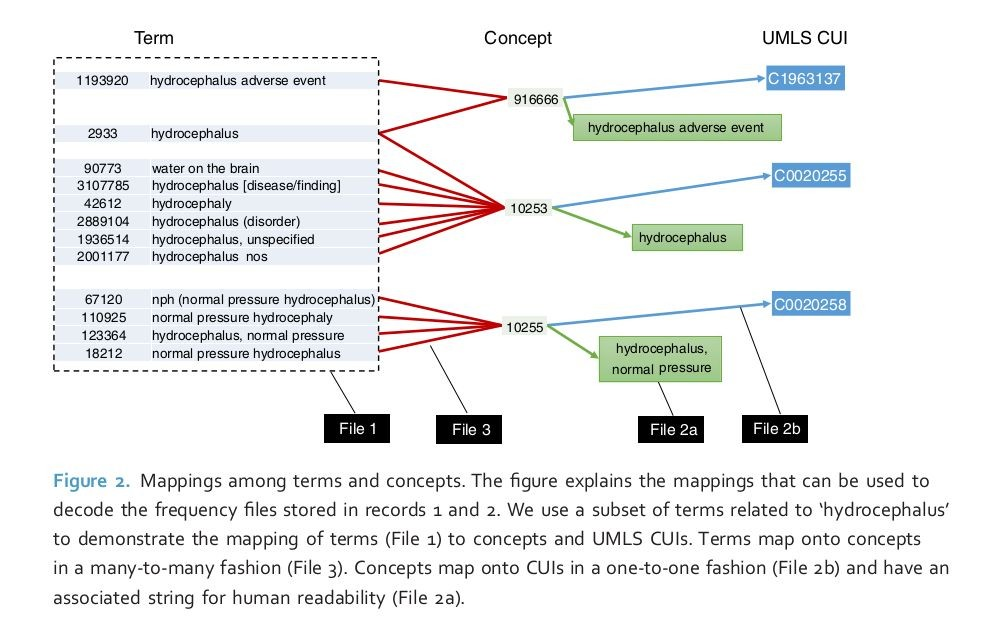 Term Concept UMLS CUI
1193920 hydrocephalus adverse event
2933 hydrocephalus
90773 water on the brain
3107785 hydrocephalus [disease/finding]
42612 hydrocephaly
2889104 hydrocephalus (disorder)
1936514 hydrocephalus, unspecified
2001177 hydrocephalus nos
67120 nph (normal pressure hydrocephalus)
110925 normal pressure hydrocephaly
123364 hydrocephalus, normal pressure
18212 normal pressure hydrocephalus
916666
C1963137
hydrocephalus adverse event
10253
C0020255
hydrocephalus
10255
C0020258
hydrocephalus,
normal pressure
File 1
File 3
File 2a
File 2b
Figure 2. Mappings among terms and concepts. The figure explains the mappings that can be used to
decode the frequency files stored in records 1 and 2. We use a subset of terms related to ‘hydrocephalus’
to demonstrate the mapping of terms (File 1) to concepts and UMLS CUIs. Terms map onto concepts
in a many-to-many fashion (File 3). Concepts map onto CUIs in a one-to-one fashion (File 2b) and have an
associated string for human readability (File 2a).